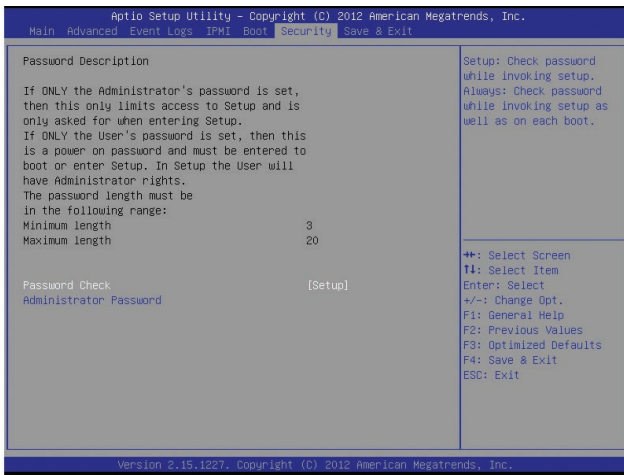 Aptio Setup Utility – Copyright (C) 2012 American Megatrends, Inc.
Main Advanced Event Logs IPMI Boot Security Save & Exit
Password Description
If ONLY the Administrator's password is set,
then this only limits access to Setup and is
only asked for when entering Setup.
If ONLY the User's password is set, then this
is a power on password and must be entered to
boot or enter Setup. In Setup the User will
have Administrator rights.
The password length must be
in the following range:
Minimum length 3
Maximum length 20
Password Check [Setup]
Administrator Password
Setup: Check password
while invoking setup.
Always: Check password
while invoking setup as
well as on each boot.
→←: Select Screen
↑↓: Select Item
Enter: Select
+/-: Change Opt.
F1: General Help
F2: Previous Values
F3: Optimized Defaults
F4: Save & Exit
ESC: Exit
Version 2.15.1227. Copyright (C) 2012 American Megatrends, Inc.